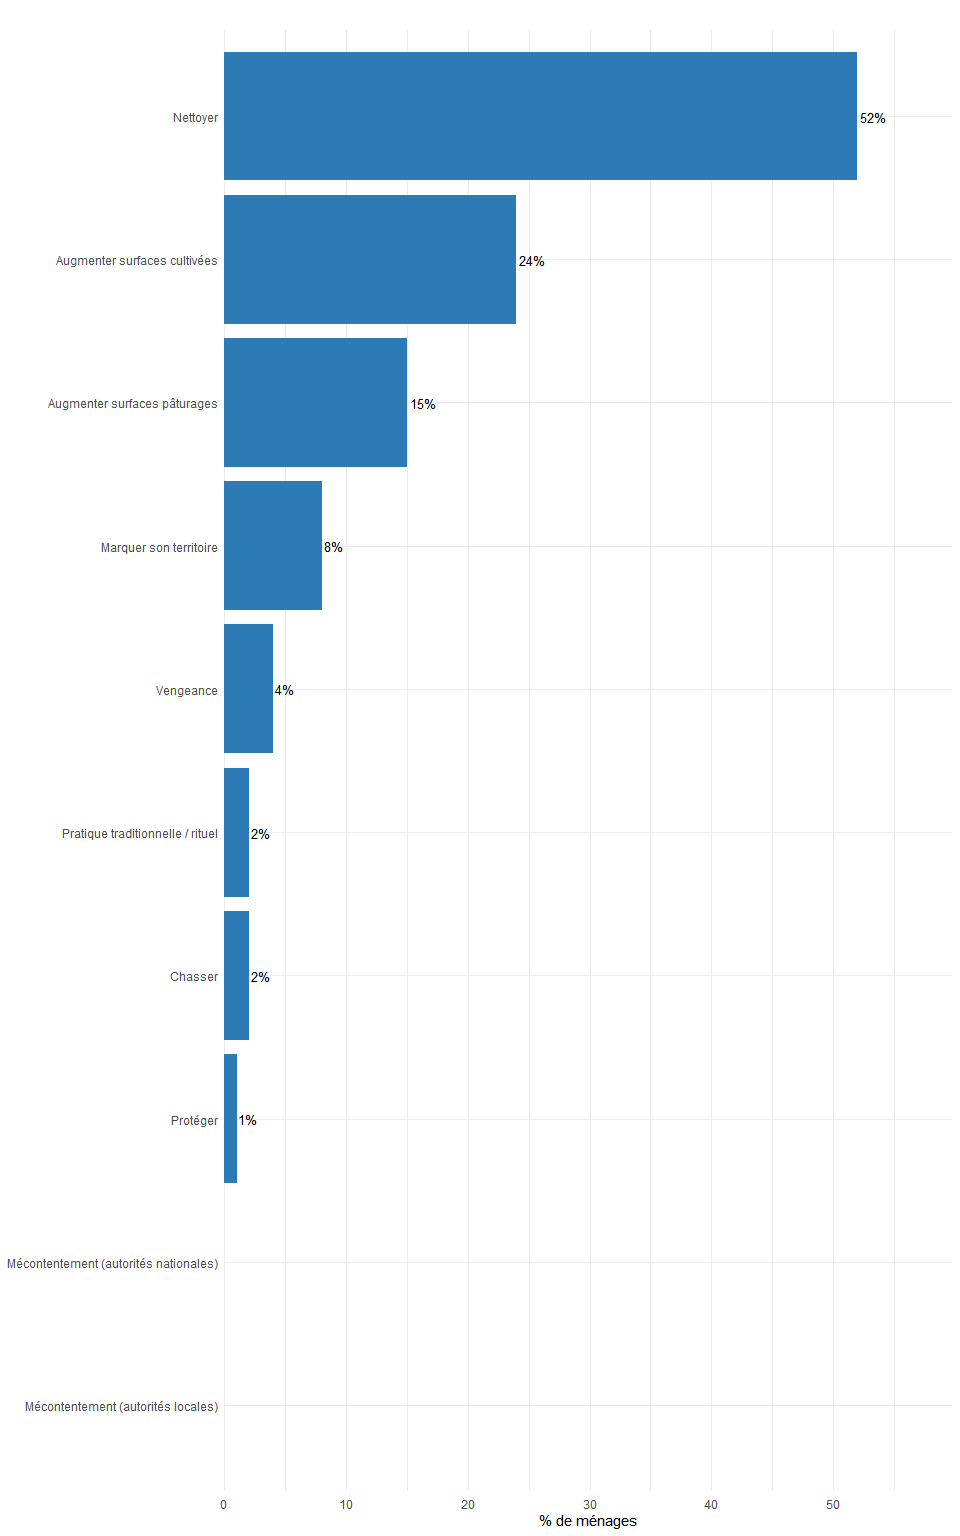 Nettoyer
52%
Augmenter surfaces cultivées
24%
Augmenter surfaces pâturages
15%
Marquer son territoire
8%
Vengeance
4%
Pratique traditionnelle / rituel
2%
Chasser
2%
Protéger
1%
Mécontentement (autorités nationales)
Mécontentement (autorités locales)
0 10 20 30 40 50
% de ménages